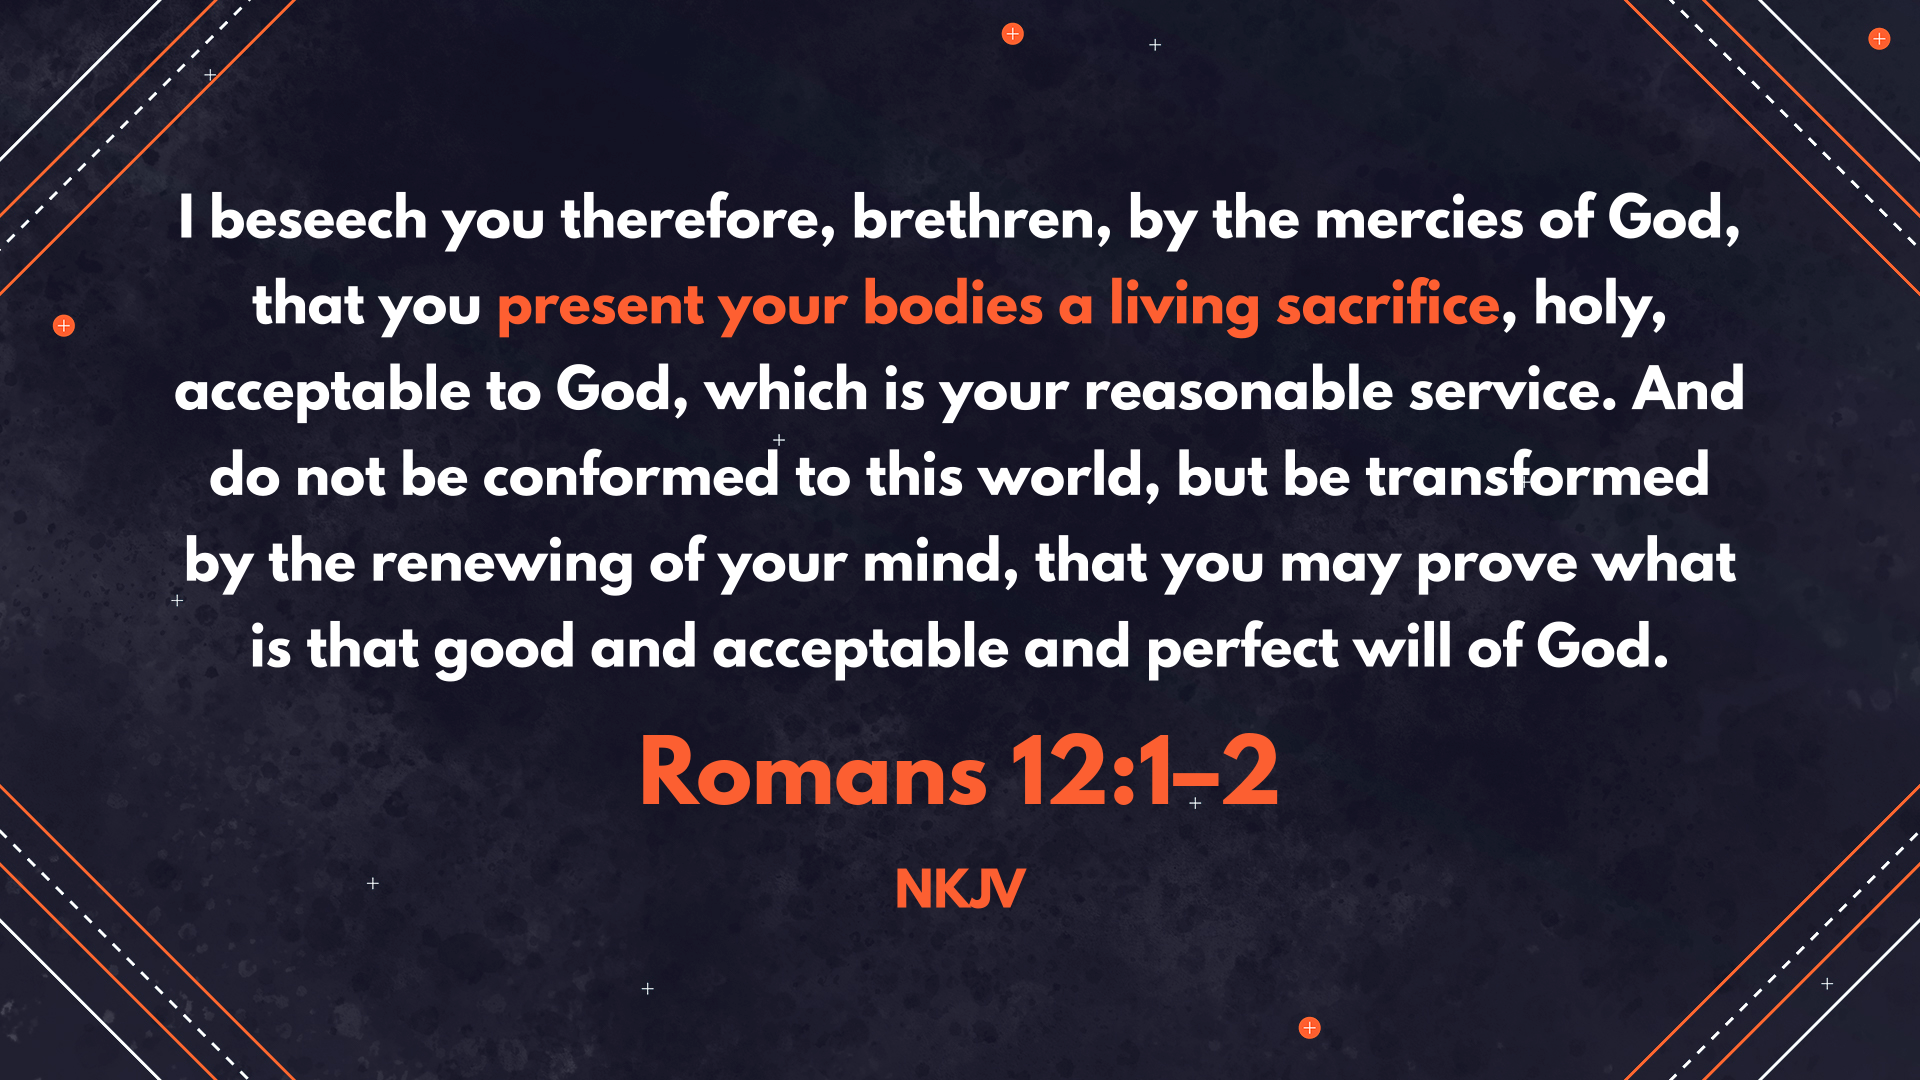 I beseech you therefore, brethren, by the mercies of God,
that you present your bodies a living sacrifice, holy,
acceptable to God, which is your reasonable service. And
do not be conformed to this world, but be transformed
by the renewing of your mind, that you may prove what
is that good and acceptable and perfect will of God.
Romans 12:1–2
NKJV